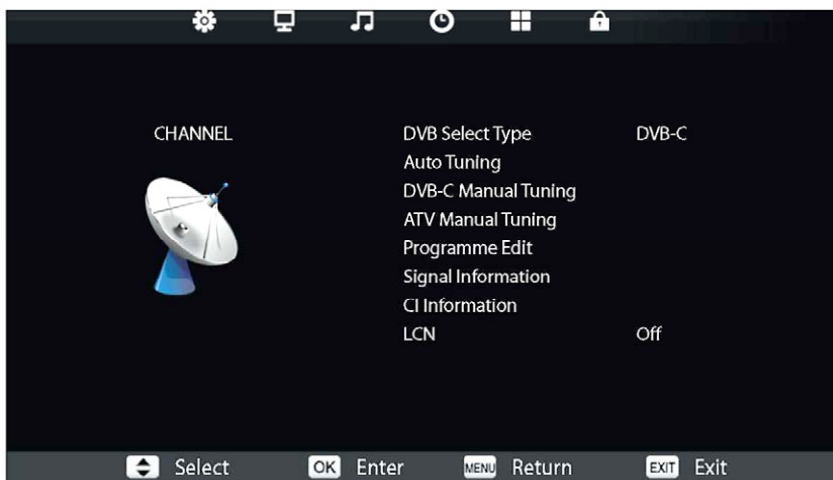 CHANNEL
DVB Select Type DVB-C
Auto Tuning
DVB-C Manual Tuning
ATV Manual Tuning
Programme Edit
Signal Information
CI Information
LCN Off
Select OK Enter MENU Return EXIT Exit